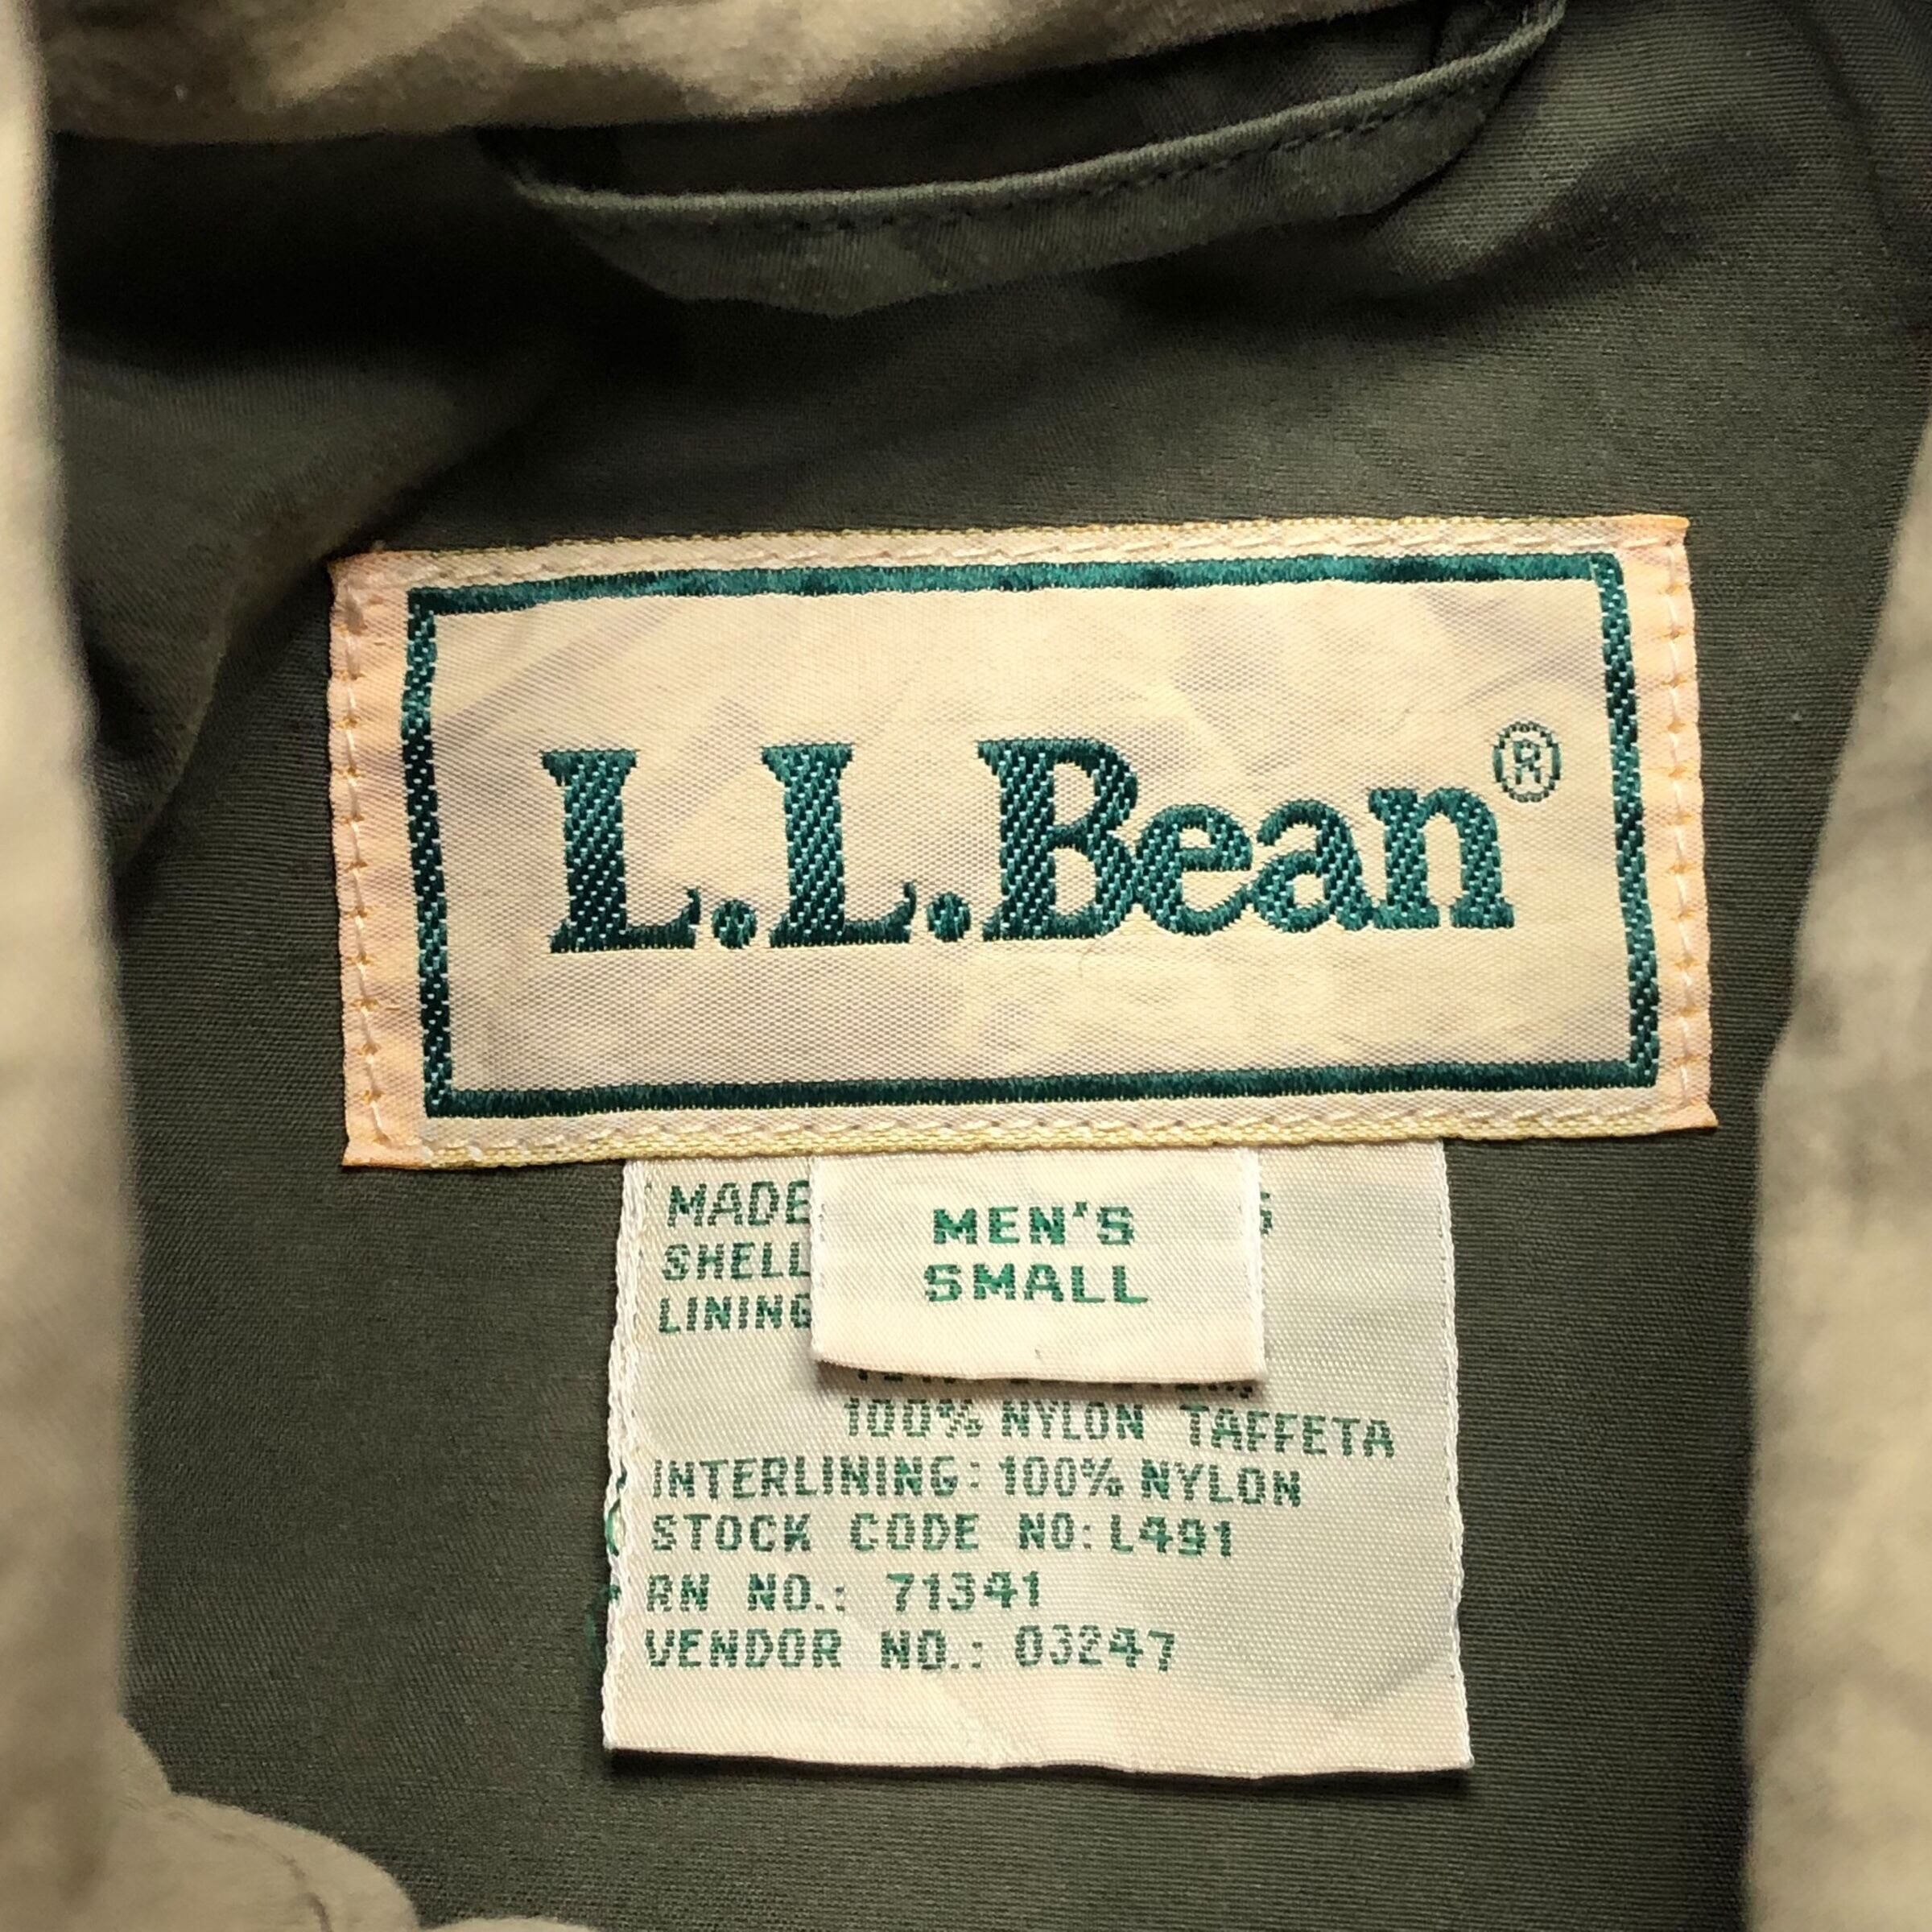 L.L.Bean®
MEN'S
SMALL
MADE
SHELL
LINING
100% NYLON TAFFETA
INTERLINING: 100% NYLON
STOCK CODE NO: L491
RN NO.: 71341
VENDOR NO.: 03247